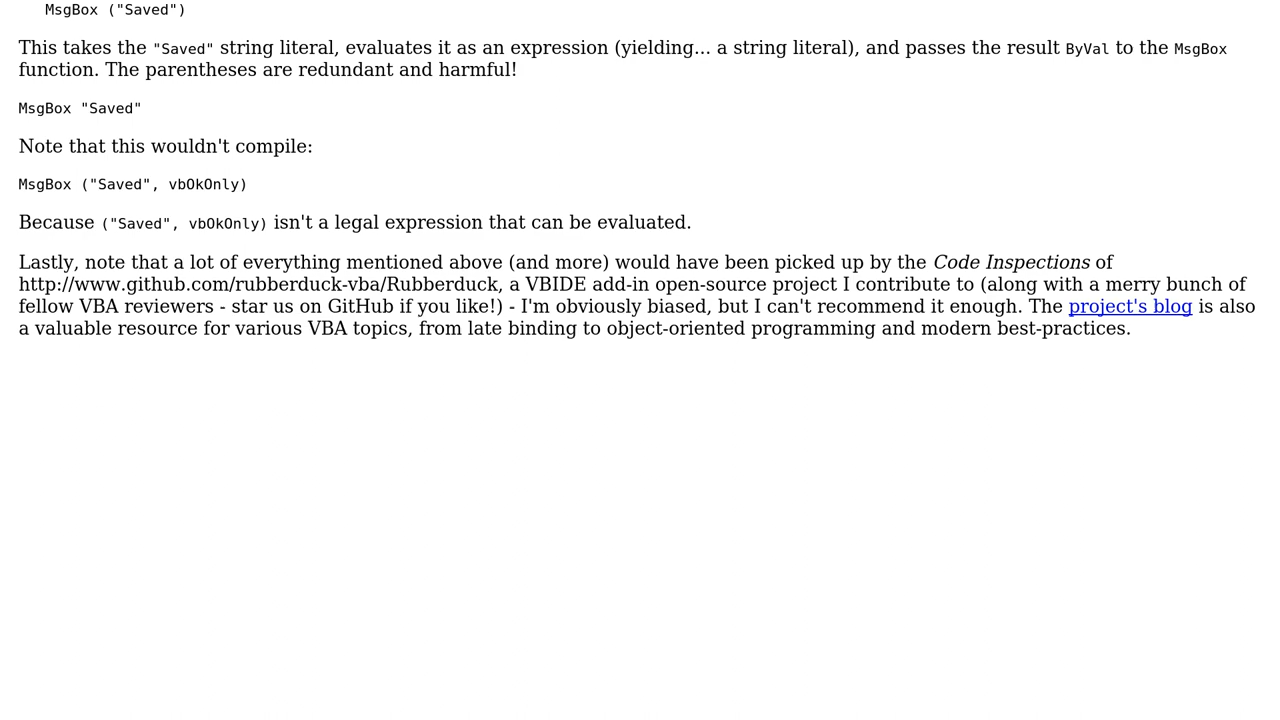 MsgBox ("Saved")
This takes the "Saved" string literal, evaluates it as an expression (yielding... a string literal), and passes the result ByVal to the MsgBox
function. The parentheses are redundant and harmful!
MsgBox "Saved"
Note that this wouldn't compile:
MsgBox ("Saved", vbOkOnly)
Because ("Saved", vbOkOnly) isn't a legal expression that can be evaluated.
Lastly, note that a lot of everything mentioned above (and more) would have been picked up by the Code Inspections of
http://www.github.com/rubberduck-vba/Rubberduck, a VBIDE add-in open-source project I contribute to (along with a merry bunch of
fellow VBA reviewers - star us on GitHub if you like!) - I'm obviously biased, but I can't recommend it enough. The project's blog is also
a valuable resource for various VBA topics, from late binding to object-oriented programming and modern best-practices.